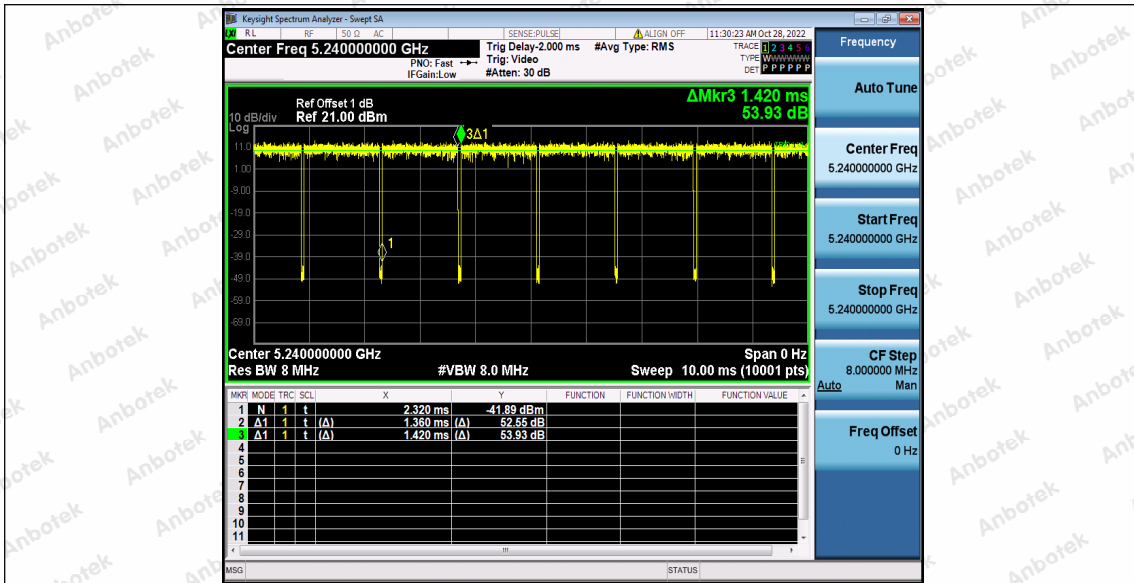 Keysight Spectrum Analyzer - Swept SA
RL RF 50 Ω AC SENSE:PULSE ALIGN OFF 11:30:23 AM Oct 28, 2022
Center Freq 5.240000000 GHz
PNO: Fast
IFGain:Low
Trig Delay-2.000 ms #Avg Type: RMS
Trig: Video
#Atten: 30 dB
TRACE 1 2 3 4 5 6
TYPE WWWWWW
DET P P P P P P
ΔMkr3 1.420 ms
53.93 dB
Ref Offset 1 dB
10 dB/div Ref 21.00 dBm
Log
3Δ1
11.0
1.00
-9.00
-19.0
-29.0
1
-39.0
-49.0
-59.0
-69.0
Center 5.240000000 GHz Span 0 Hz
Res BW 8 MHz #VBW 8.0 MHz Sweep 10.00 ms (10001 pts)
MKR MODE TRC SCL X Y FUNCTION FUNCTION WIDTH FUNCTION VALUE
1 N 1 t 2.320 ms -41.89 dBm
2 Δ1 1 t (Δ) 1.360 ms (Δ) 52.55 dB
3 Δ1 1 t (Δ) 1.420 ms (Δ) 53.93 dB
4
5
6
7
8
9
10
11
MSG STATUS
Frequency
Auto Tune
Center Freq
5.240000000 GHz
Start Freq
5.240000000 GHz
Stop Freq
5.240000000 GHz
CF Step
8.000000 MHz
Auto Man
Freq Offset
0 Hz
Anbotek